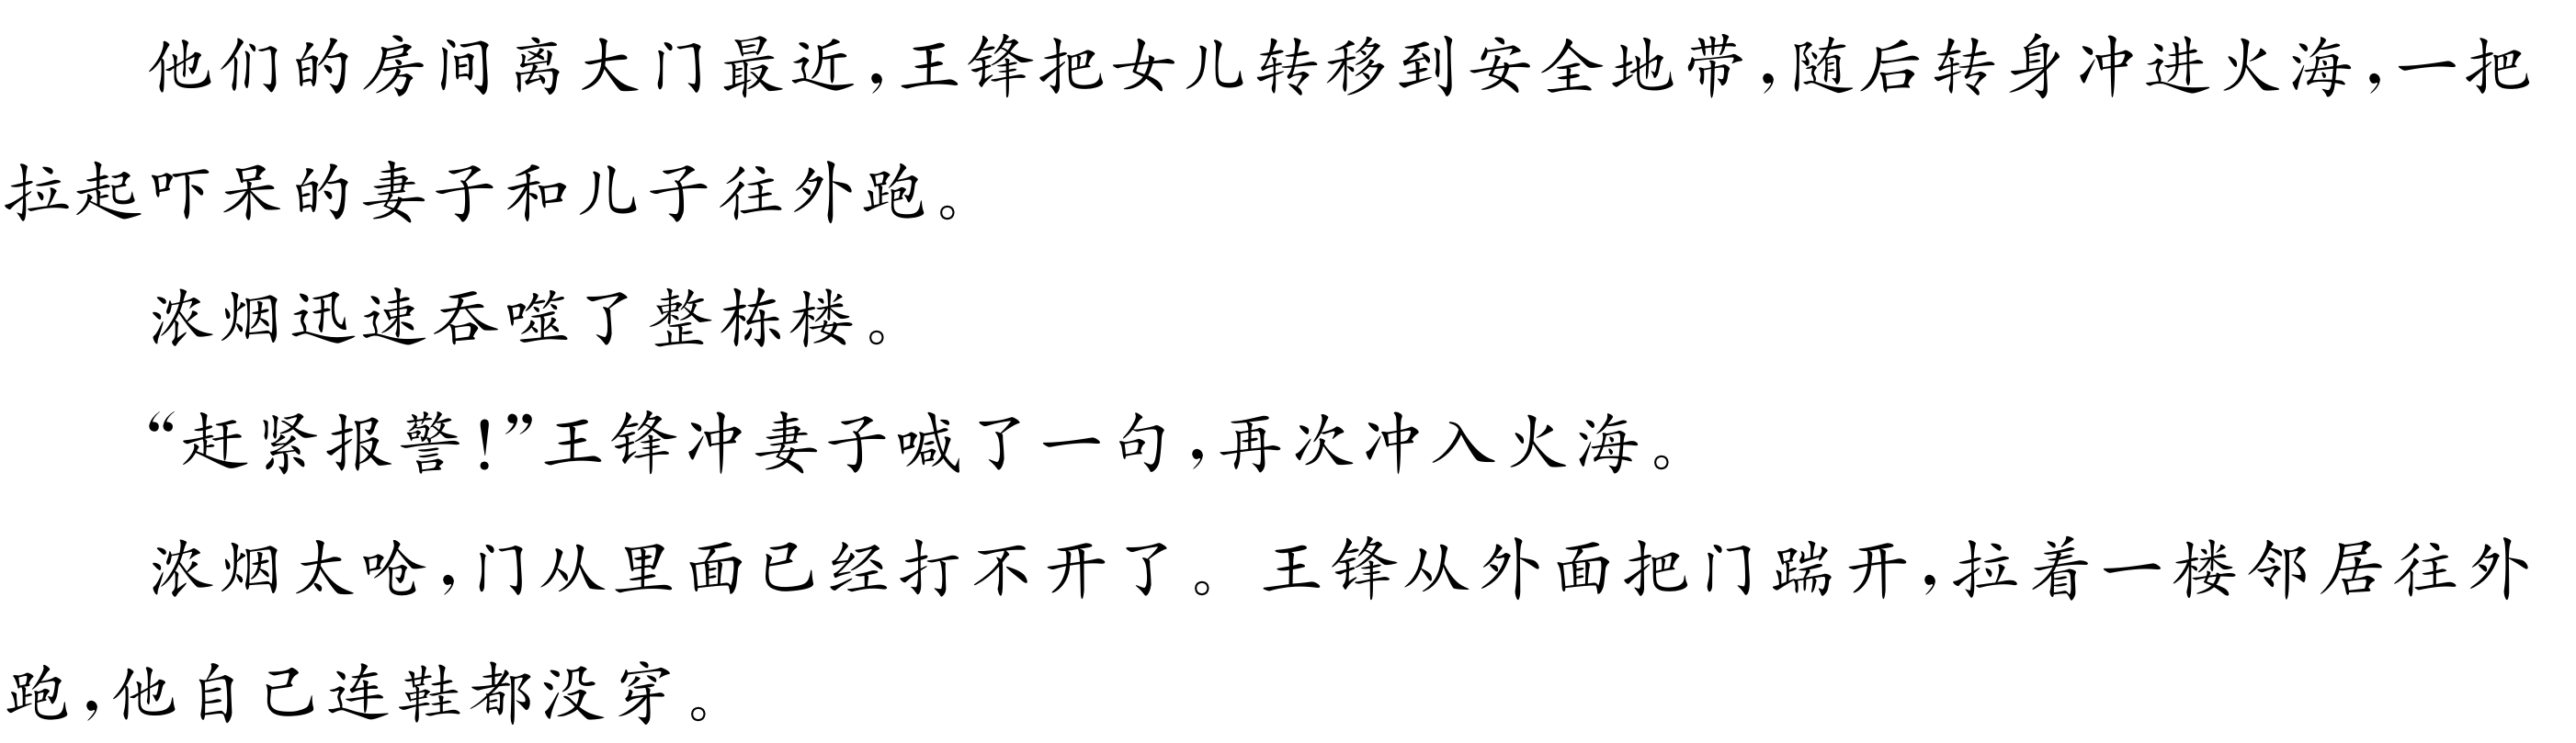 他们的房间离大门最近，王锋把女儿转移到安全地带，随后转身冲进火海，一把
拉起吓呆的妻子和儿子往外跑。
浓烟迅速吞噬了整栋楼。
“赶紧报警！”王锋冲妻子喊了一句，再次冲入火海。
浓烟太呛，门从里面已经打不开了。王锋从外面把门踹开，拉着一楼邻居往外
跑，他自己连鞋都没穿。